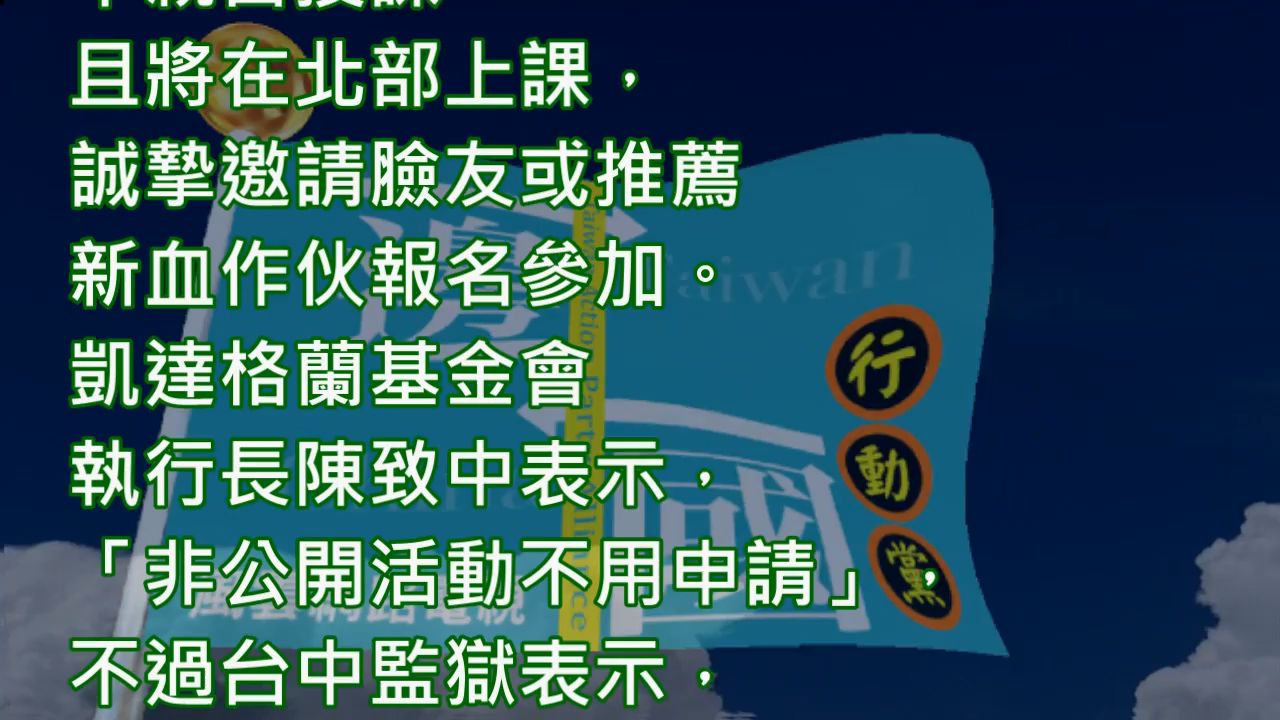 且將在北部上課，
誠摯邀請臉友或推薦
新血作伙報名參加。
凱達格蘭基金會
執行長陳致中表示，
「非公開活動不用申請」，
不過台中監獄表示，
邊
Taiwan
國
行
動
黨